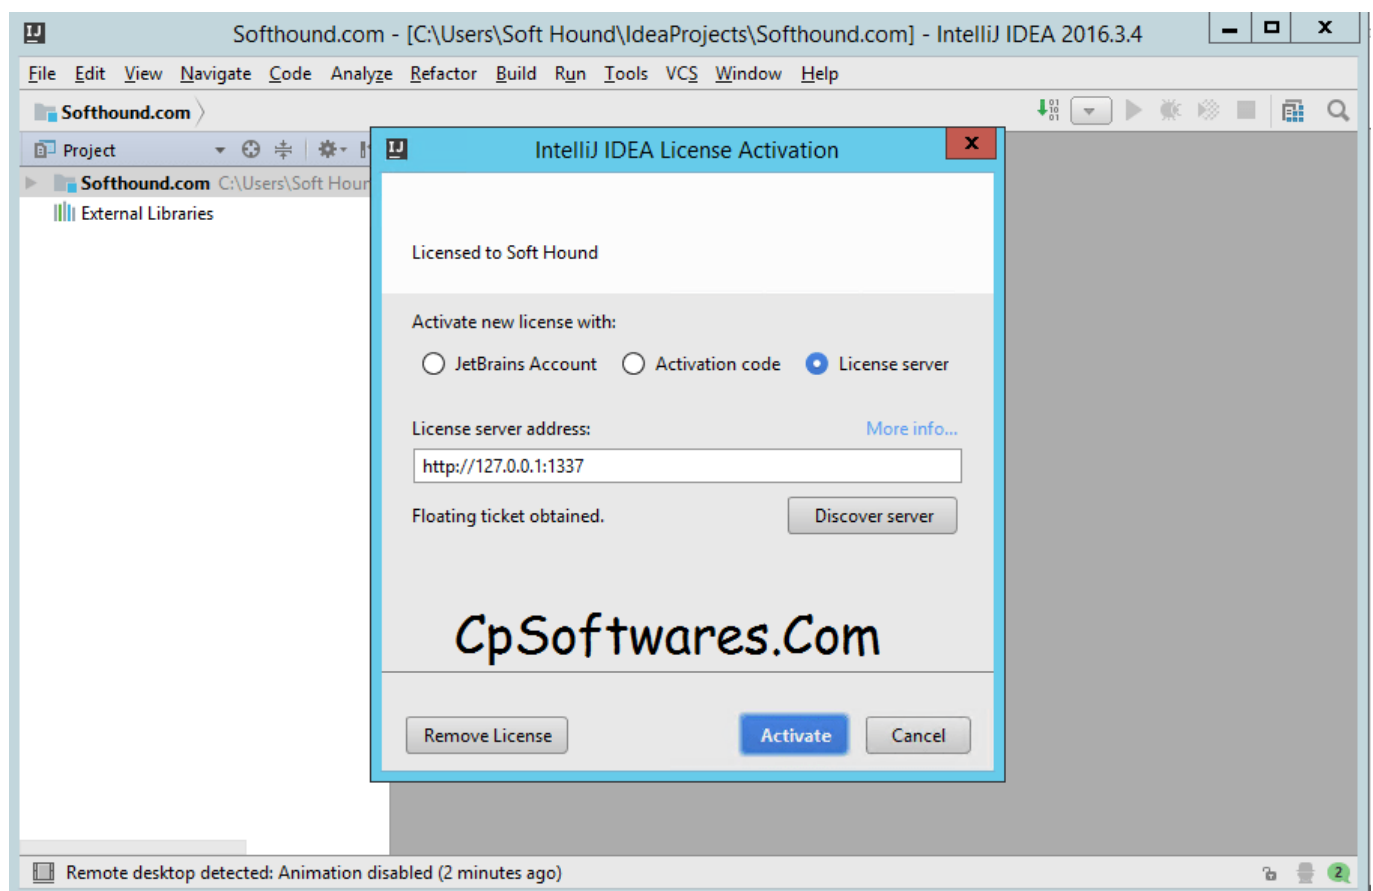 IJ Softhound.com - [C:\Users\Soft Hound\IdeaProjects\Softhound.com] - IntelliJ IDEA 2016.3.4
File Edit View Navigate Code Analyze Refactor Build Run Tools VCS Window Help
Softhound.com
Project
Softhound.com C:\Users\Soft Houn
External Libraries
IJ IntelliJ IDEA License Activation X
Licensed to Soft Hound
Activate new license with:
JetBrains Account Activation code License server
License server address: More info...
http://127.0.0.1:1337
Floating ticket obtained. Discover server
CpSoftwares.Com
Remove License Activate Cancel
Remote desktop detected: Animation disabled (2 minutes ago) 2